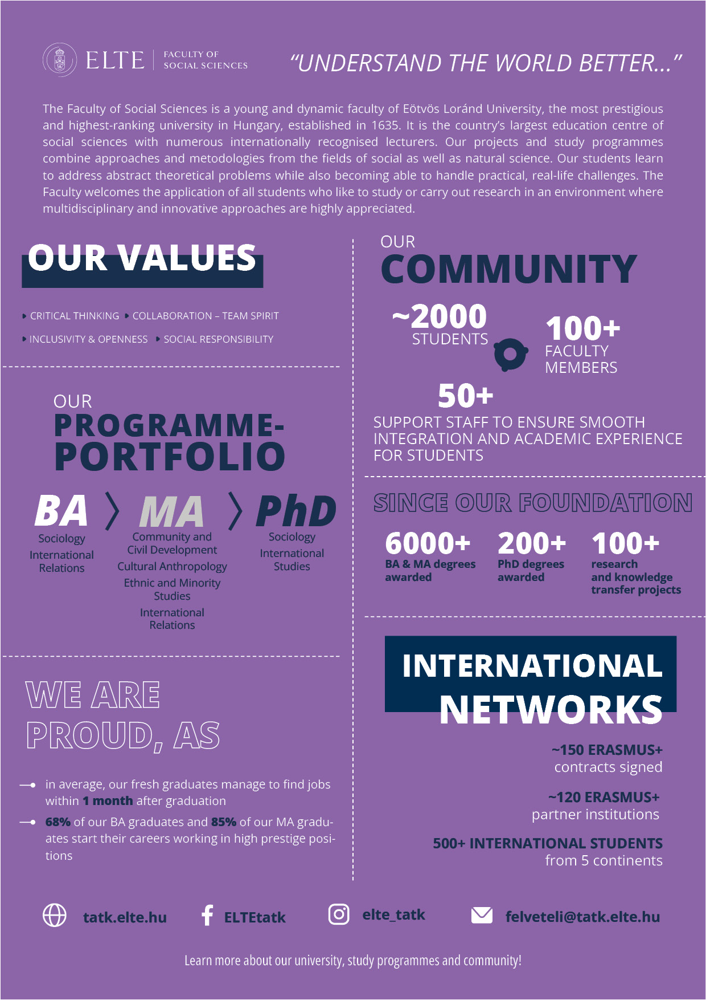 ELTE
FACULTY OF
SOCIAL SCIENCES
“UNDERSTAND THE WORLD BETTER...”
The Faculty of Social Sciences is a young and dynamic faculty of Eötvös Loránd University, the most prestigious
and highest-ranking university in Hungary, established in 1635. It is the country’s largest education centre of
social sciences with numerous internationally recognised lecturers. Our projects and study programmes
combine approaches and metodologies from the fields of social as well as natural science. Our students learn
to address abstract theoretical problems while also becoming able to handle practical, real-life challenges. The
Faculty welcomes the application of all students who like to study or carry out research in an environment where
multidisciplinary and innovative approaches are highly appreciated.
OUR VALUES
CRITICAL THINKING
COLLABORATION – TEAM SPIRIT
INCLUSIVITY & OPENNESS
SOCIAL RESPONSIBILITY
OUR
PROGRAMME-
PORTFOLIO
BA
Sociology
International
Relations
MA
Community and
Civil Development
Cultural Anthropology
Ethnic and Minority
Studies
International
Relations
PhD
Sociology
International
Studies
WE ARE
PROUD, AS
in average, our fresh graduates manage to find jobs
within 1 month after graduation
68% of our BA graduates and 85% of our MA gradu-
ates start their careers working in high prestige posi-
tions
OUR
COMMUNITY
~2000
STUDENTS
100+
FACULTY
MEMBERS
50+
SUPPORT STAFF TO ENSURE SMOOTH
INTEGRATION AND ACADEMIC EXPERIENCE
FOR STUDENTS
SINCE OUR FOUNDATION
6000+
BA & MA degrees
awarded
200+
PhD degrees
awarded
100+
research
and knowledge
transfer projects
INTERNATIONAL
NETWORKS
~150 ERASMUS+
contracts signed
~120 ERASMUS+
partner institutions
500+ INTERNATIONAL STUDENTS
from 5 continents
tatk.elte.hu
ELTEtatk
elte_tatk
felveteli@tatk.elte.hu
Learn more about our university, study programmes and community!